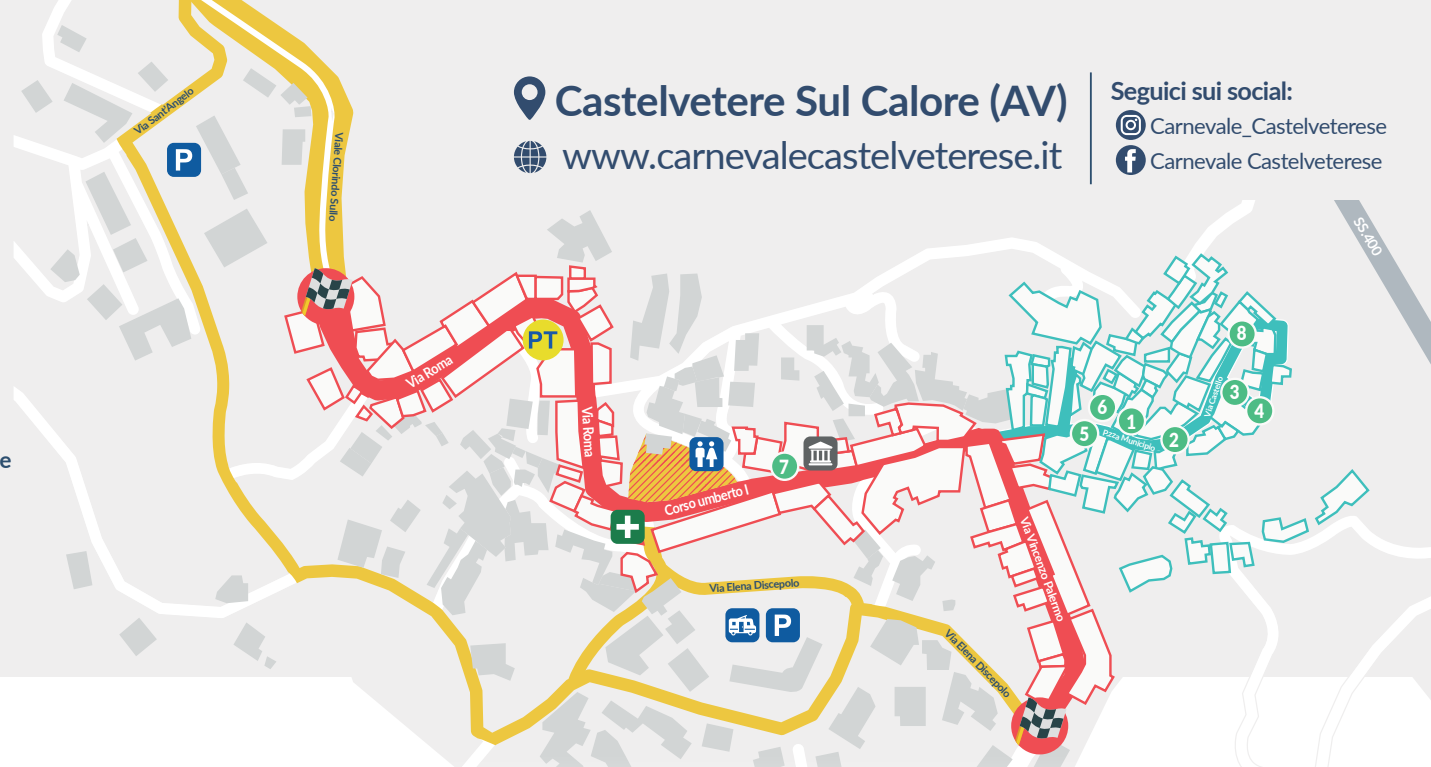 Castelvetere Sul Calore (AV)
www.carnevalecastelveterese.it
Seguici sui social:
Carnevale_Castelveterese
Carnevale Castelveterese
Via Sant'Angelo
P
Viale Clorindo Sullo
SS.400
PT
Via Roma
Via Roma
8
Via Castello
3
4
6
1
5
P.zza Municipio
2
7
e
Corso umberto I
Via Vincenzo Palermo
Via Elena Discepolo
P
Via Elena Discepolo